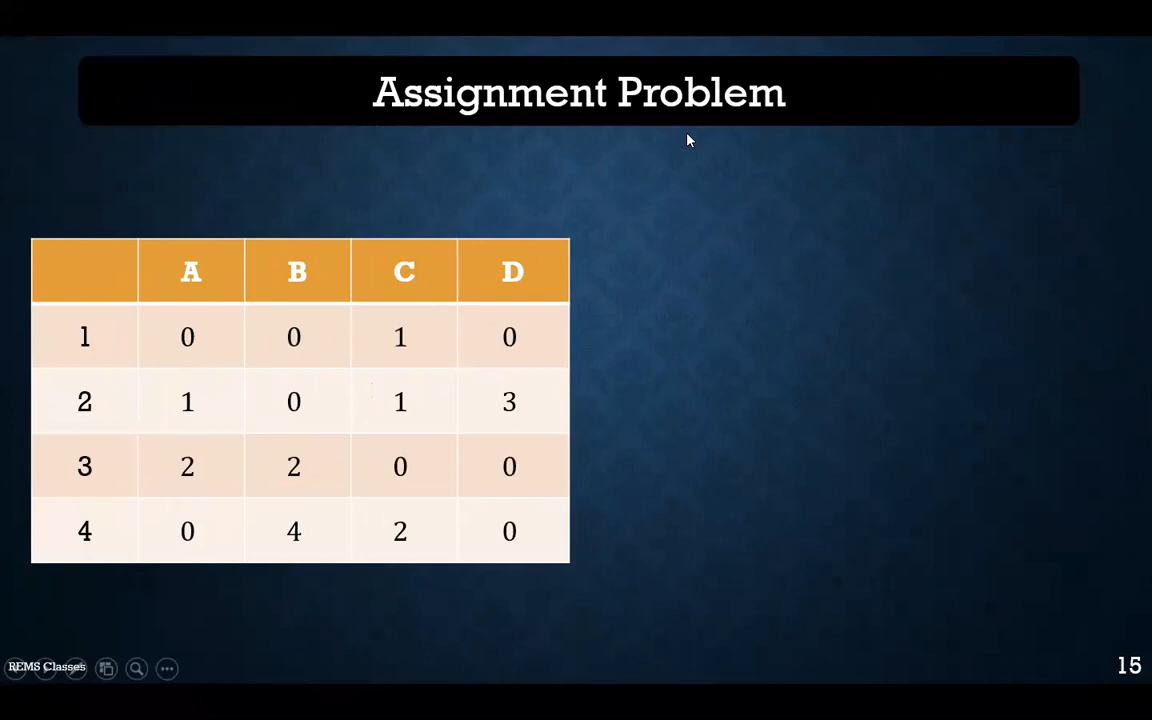 Assignment Problem
A B C D
1 0 0 1 0
2 1 0 1 3
3 2 2 0 0
4 0 4 2 0
REMS Classes
15